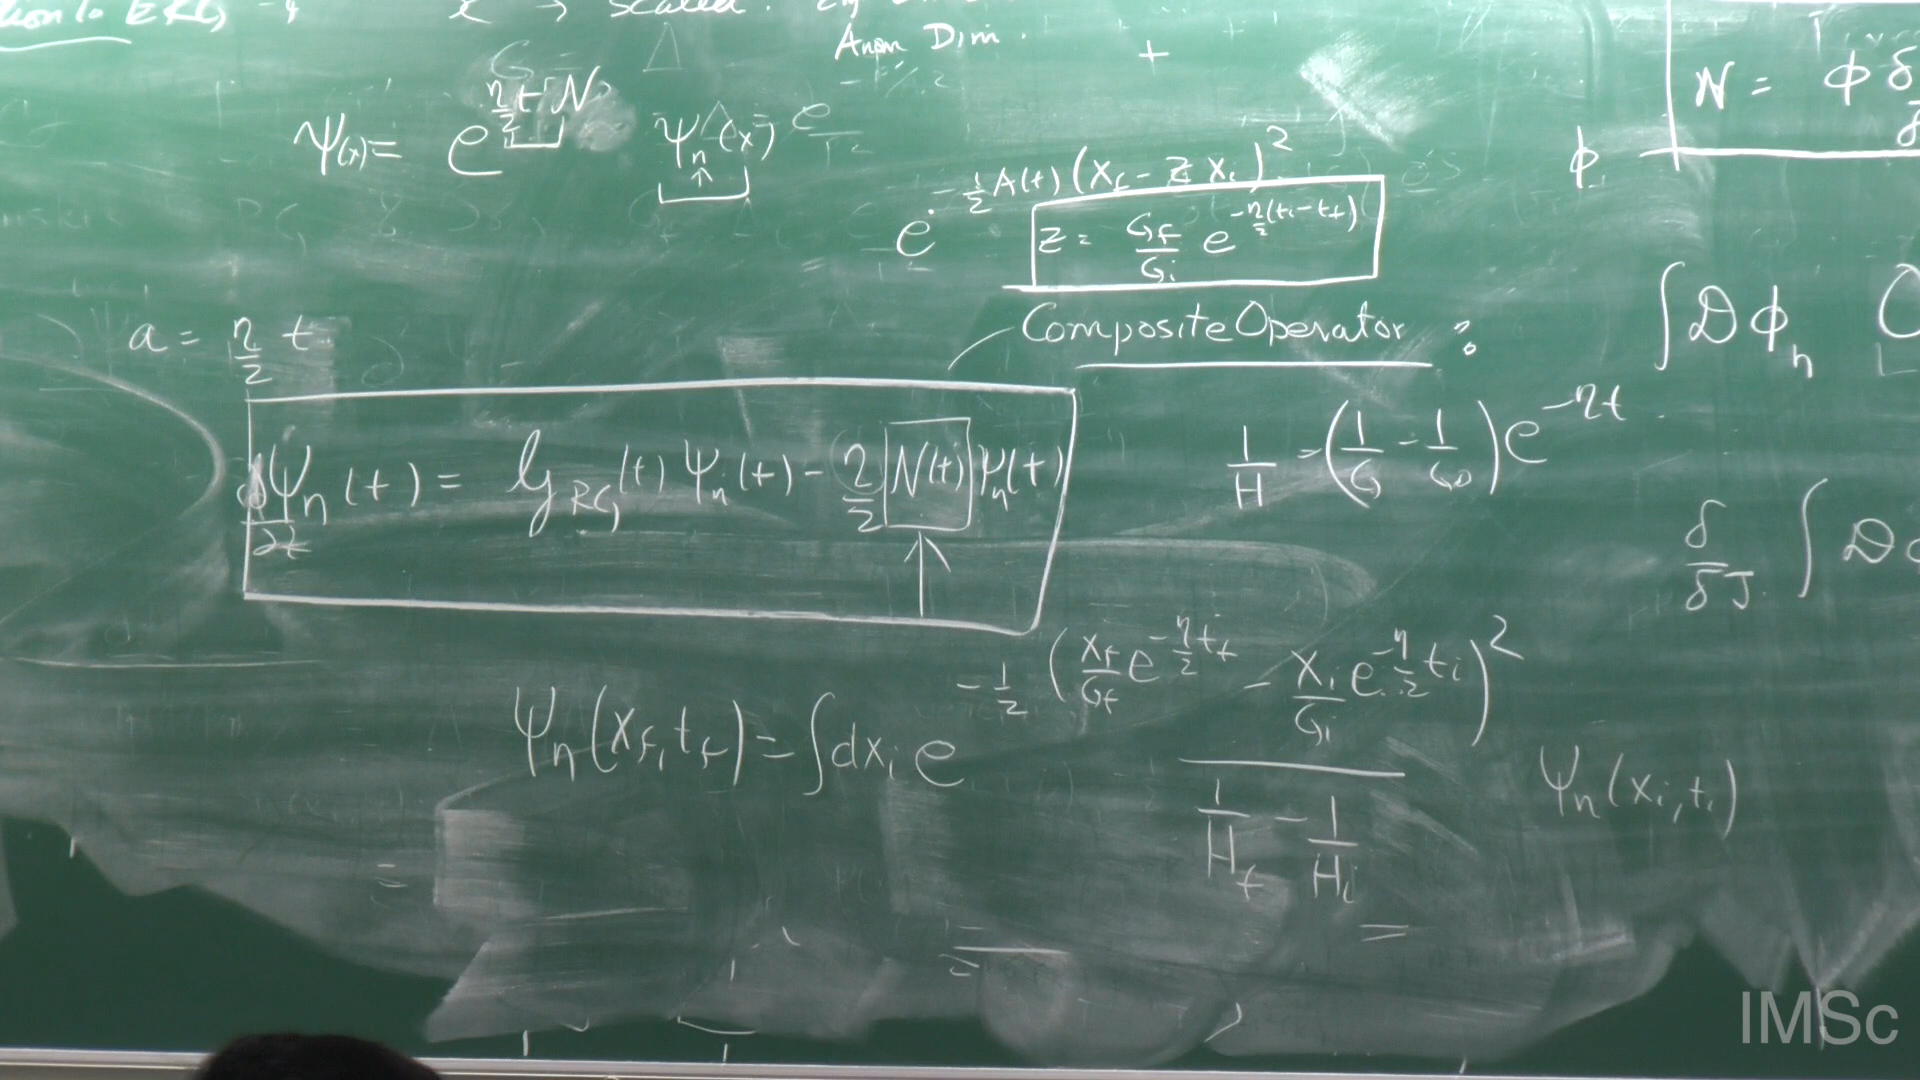 Anom Dim.
ψ(x) = e^{η/2 t N} ψ_n(x)
N = φ δ
φ
e^{-1/2 A(t) (x_f - z x_i)^2}
z = G_f/G_i e^{-η/2(t_i - t_f)}
Composite Operator ?
∫ Dφ_n
a = η/2 t
∂ψ_n/∂t (t) = G_RG (t) ψ_n(t) - η/2 N(t) ψ_n(t)
1/H = (1/G - 1/G_0) e^{-ηt}
δ/δJ ∫ D
ψ_n(x_f, t_f) = ∫ dx_i e^{-1/2 (x_f/G_f e^{-η/2 t_f} - x_i/G_i e^{-η/2 t_i})^2 / (1/H_f - 1/H_i)} ψ_n(x_i, t_i)
IMSc